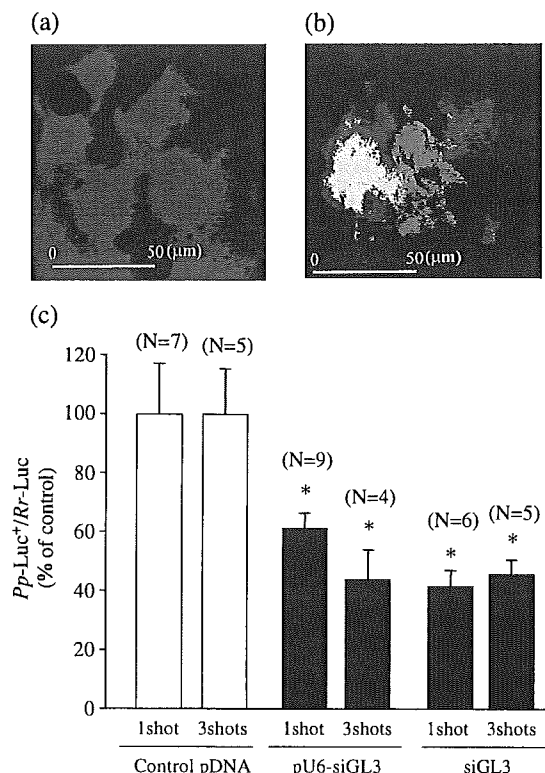 (a)
(b)
0 50 (μm)
0 50 (μm)
(c)
(N=7) (N=5)
(N=9)
(N=4)
(N=6) (N=5)
* * * *
Pp-Luc⁺/Rr-Luc
(% of control)
120
100
80
60
40
20
0
1shot 3shots 1shot 3shots 1shot 3shots
Control pDNA pU6-siGL3 siGL3